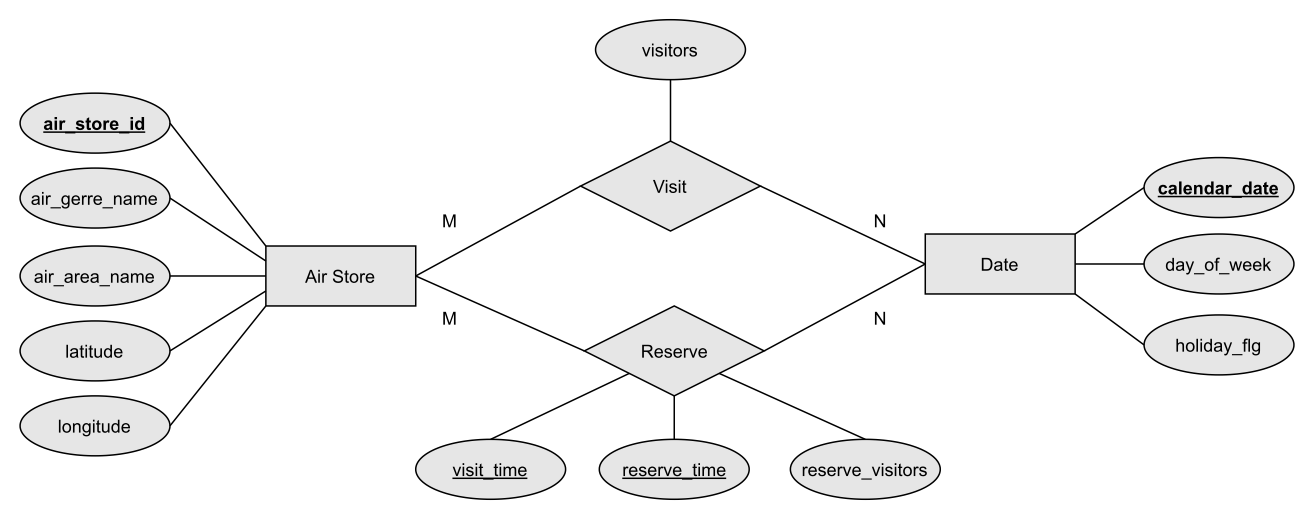 visitors
air_store_id
air_gerre_name
air_area_name
latitude
longitude
Air Store
M
M
Visit
Reserve
N
N
Date
calendar_date
day_of_week
holiday_flg
visit_time
reserve_time
reserve_visitors